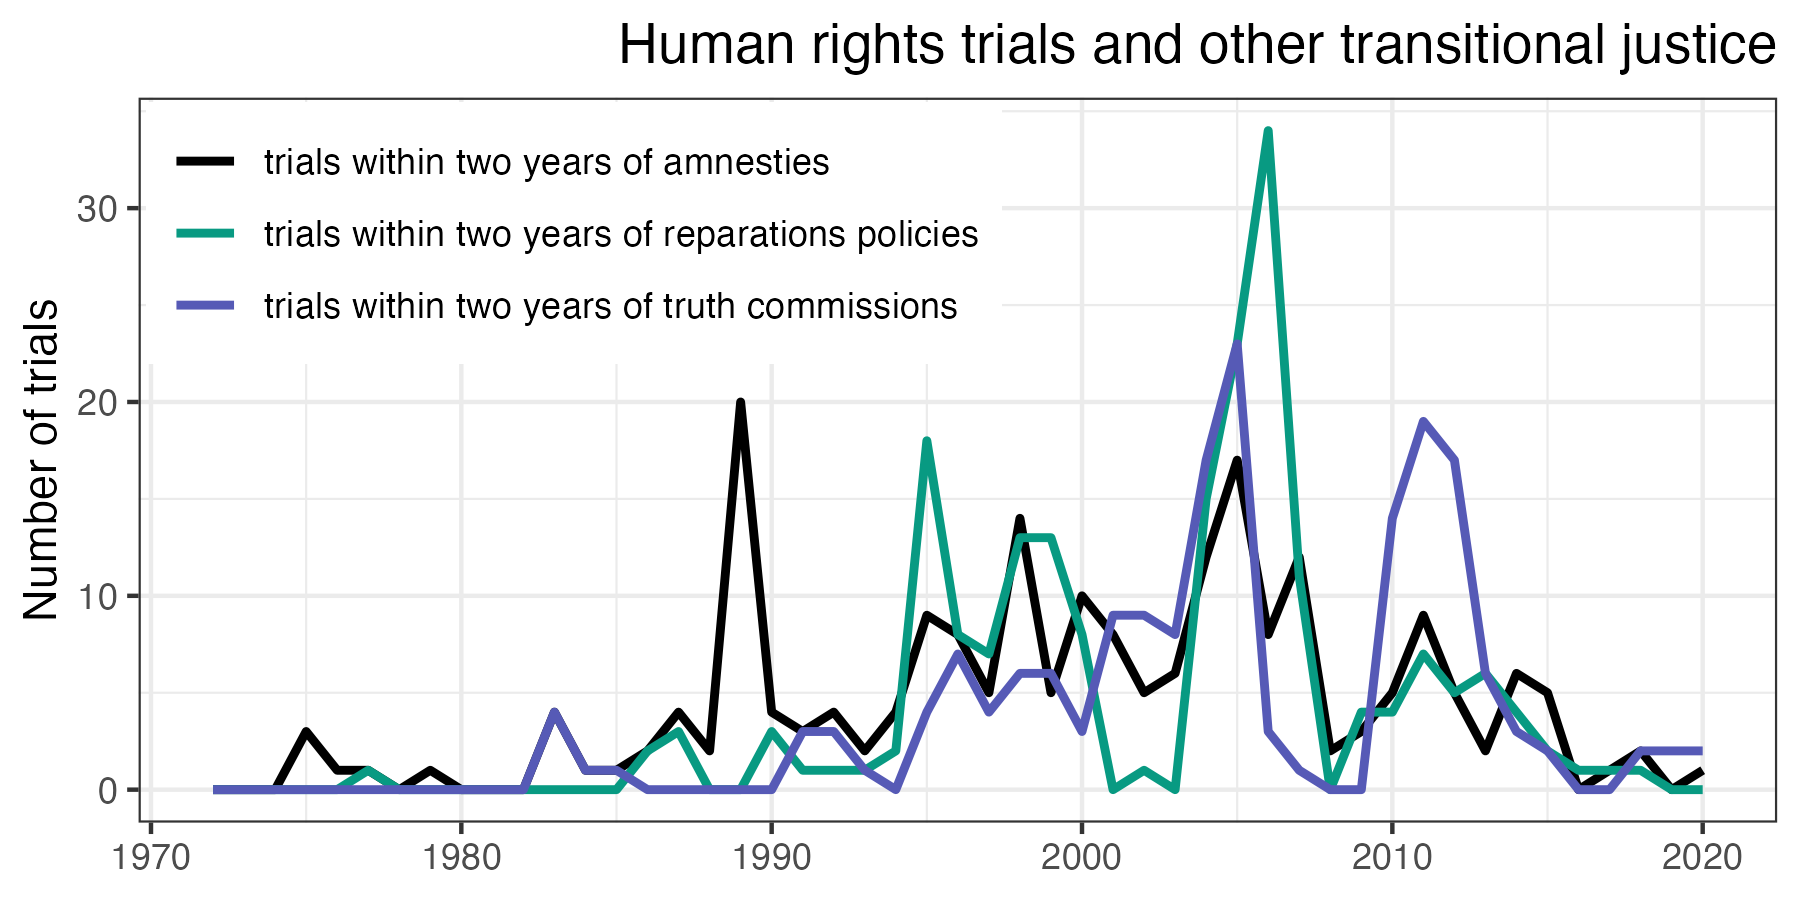 Human rights trials and other transitional justice
trials within two years of amnesties
trials within two years of reparations policies
trials within two years of truth commissions
Number of trials
30
20
10
0
1970 1980 1990 2000 2010 2020